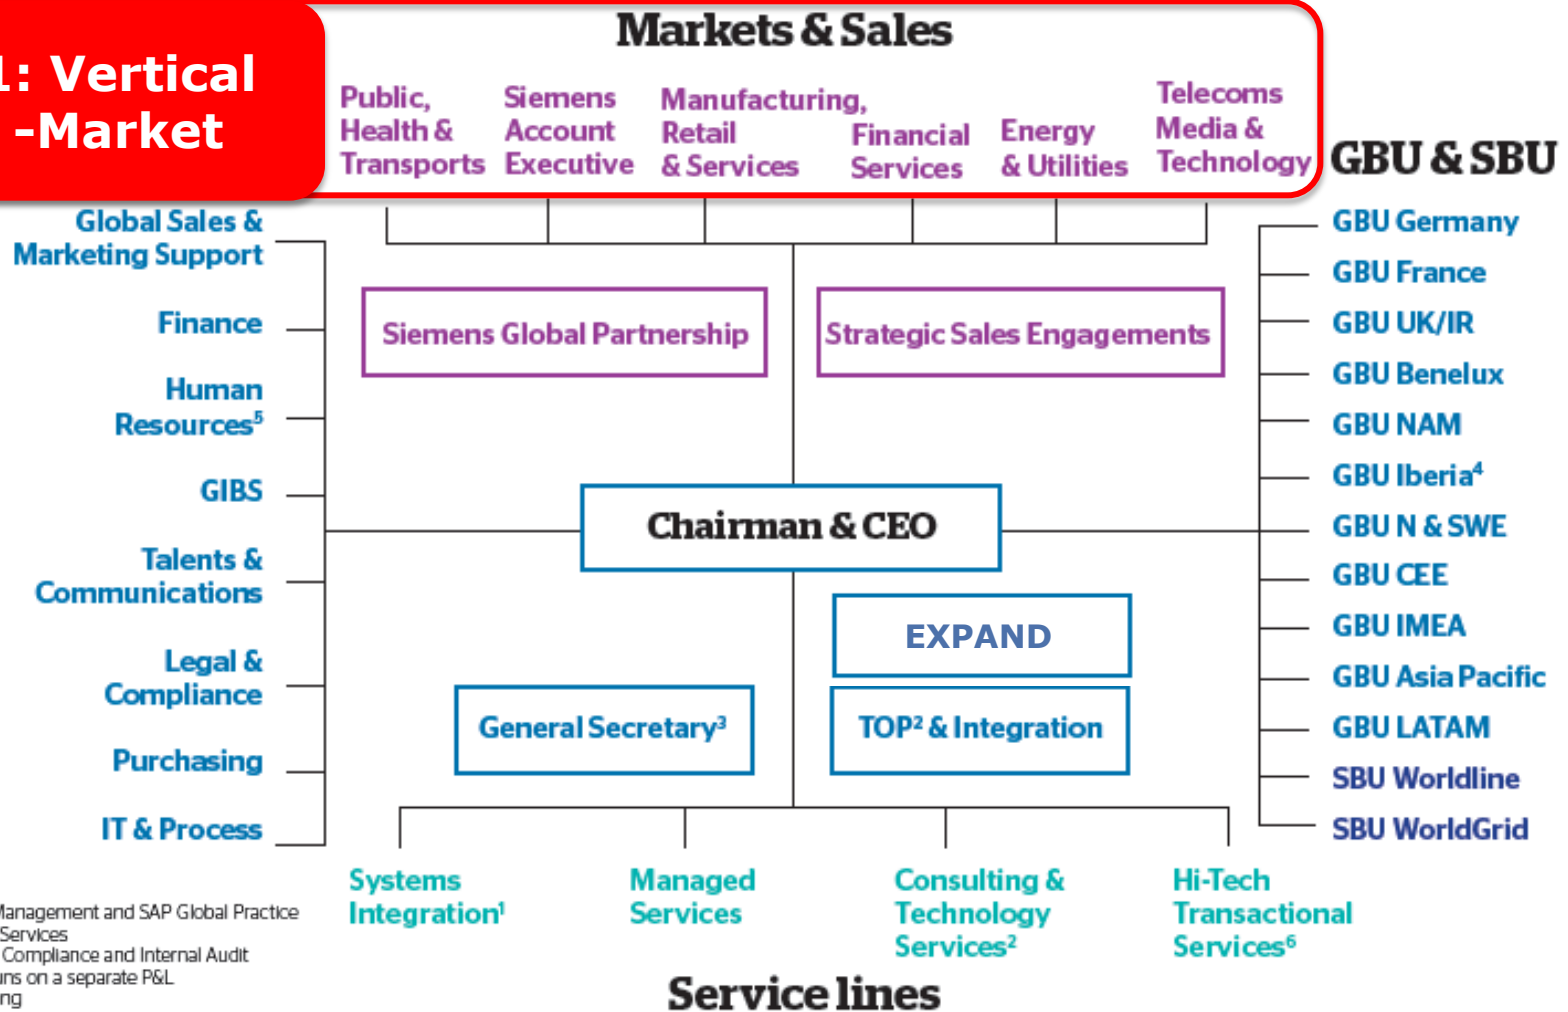 Markets & Sales
1: Vertical
-Market
Public,
Health &
Transports
Siemens
Account
Executive
Manufacturing,
Retail
& Services
Financial
Services
Energy
& Utilities
Telecoms
Media &
Technology
GBU & SBU
Global Sales &
Marketing Support
Finance
Human
Resources⁵
GIBS
Talents &
Communications
Legal &
Compliance
Purchasing
IT & Process
Siemens Global Partnership
Strategic Sales Engagements
Chairman & CEO
EXPAND
General Secretary³
TOP² & Integration
GBU Germany
GBU France
GBU UK/IR
GBU Benelux
GBU NAM
GBU Iberia⁴
GBU N & SWE
GBU CEE
GBU IMEA
GBU Asia Pacific
GBU LATAM
SBU Worldline
SBU WorldGrid
Systems
Integration¹
Managed
Services
Consulting &
Technology
Services²
Hi-Tech
Transactional
Services⁶
Management and SAP Global Practice
Services
Compliance and Internal Audit
on a separate P&L
Service lines